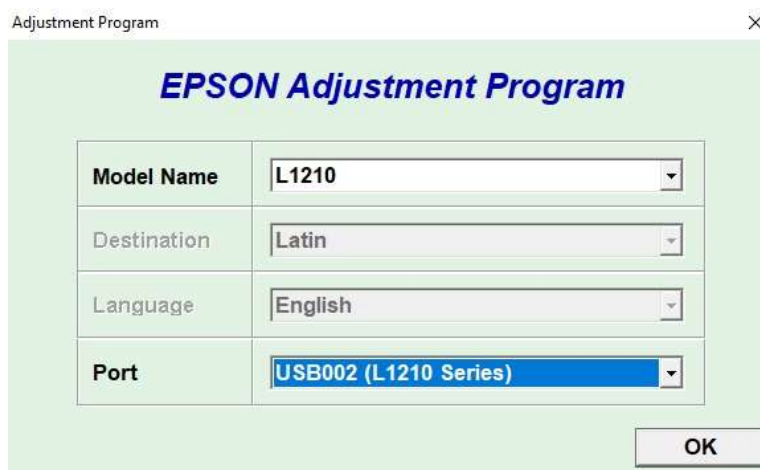 Adjustment Program
EPSON Adjustment Program
Model Name L1210
Destination Latin
Language English
Port USB002 (L1210 Series)
OK